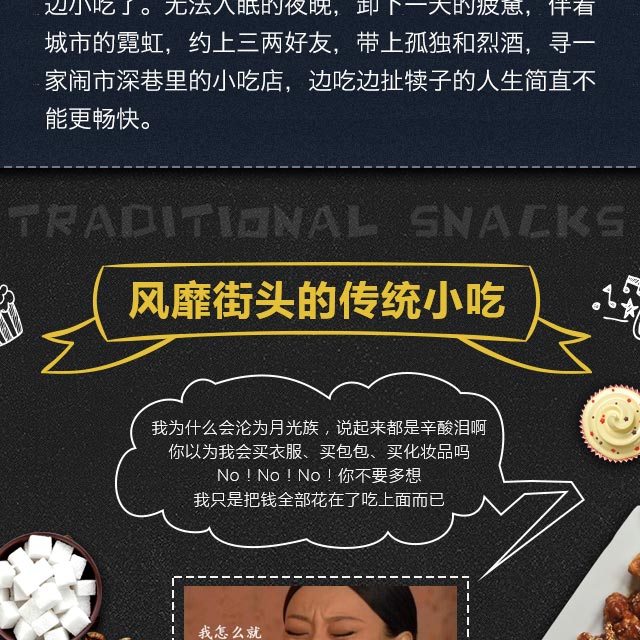 边小吃了。无法入眠的夜晚，卸下一天的疲惫，伴着
城市的霓虹，约上三两好友，带上孤独和烈酒，寻一
家闹市深巷里的小吃店，边吃边扯犊子的人生简直不
能更畅快。
TRADITIONAL SNACKS
风靡街头的传统小吃
我为什么会沦为月光族，说起来都是辛酸泪啊
你以为我会买衣服、买包包、买化妆品吗
No！No！No！你不要多想
我只是把钱全部花在了吃上面而已
我怎么就